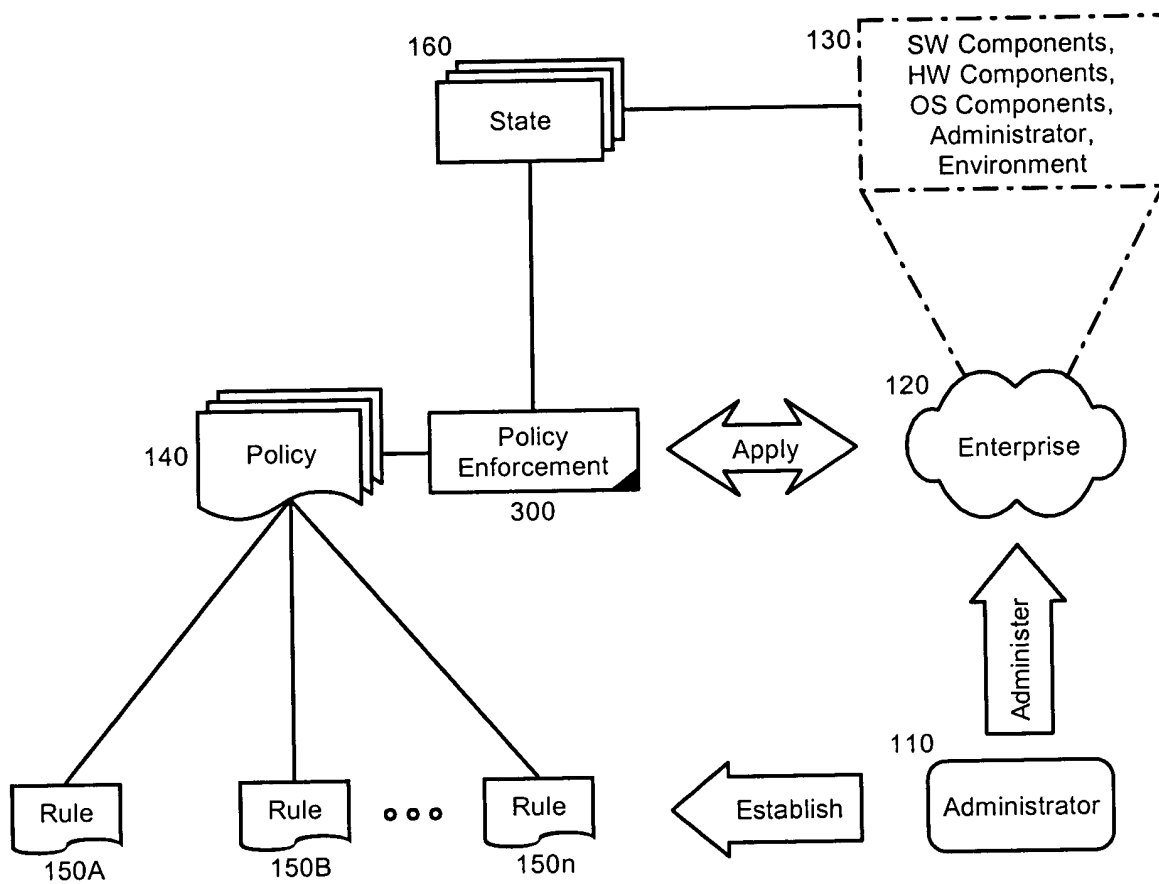 160
State
130
SW Components,
HW Components,
OS Components,
Administrator,
Environment
140
Policy
Policy
Enforcement
300
Apply
120
Enterprise
Administer
110
Administrator
Establish
Rule
150A
Rule
150B
Rule
150n